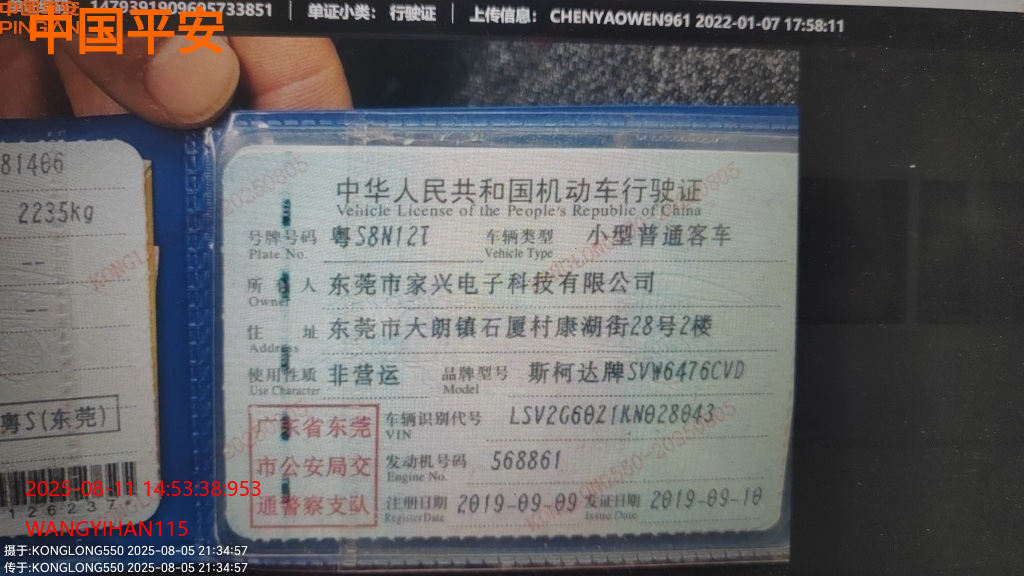 1479391909615733851 | 单证小类： 行驶证 | 上传信息： CHENYAOWEN961 2022-01-07 17:58:11
中国平安
81406
2235kg
--
--
粤S(东莞)
126237*
中华人民共和国机动车行驶证
Vehicle License of the People's Republic of China
号牌号码 粤S8N12T 车辆类型 小型普通客车
Plate No. Vehicle Type
所有人 东莞市家兴电子科技有限公司
Owner
住址 东莞市大朗镇石厦村康湖街28号2楼
Address
使用性质 非营运 品牌型号 斯柯达牌SVW6476CVD
Use Character Model
广东省东莞
市公安局交
通警察支队
车辆识别代号 LSV2G60Z1KN028043
VIN
发动机号码 568861
Engine No.
注册日期 2019-09-09 发证日期 2019-09-10
Register Date Issue Date
2025-08-11 14:53:38.953
WANGYIHAN115
摄于:KONGLONG550 2025-08-05 21:34:57
传于:KONGLONG550 2025-08-05 21:34:57